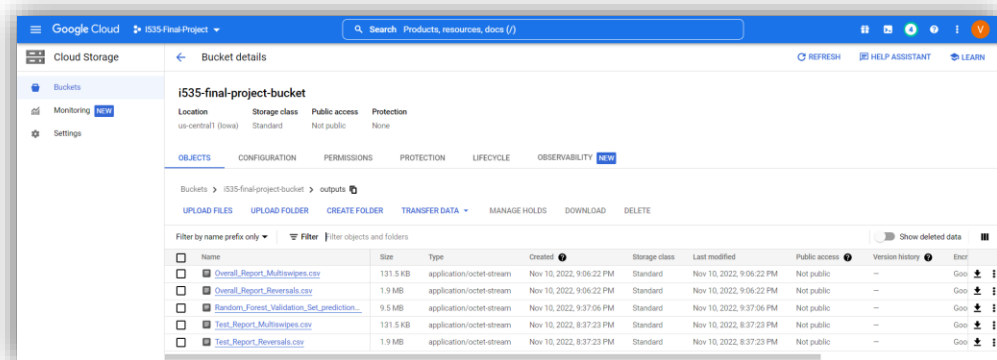 Google Cloud I535-Final-Project Search Products, resources, docs (/) 4 V
Cloud Storage Bucket details REFRESH HELP ASSISTANT LEARN
Buckets
Monitoring NEW
Settings
i535-final-project-bucket
Location Storage class Public access Protection
us-central1 (Iowa) Standard Not public None
OBJECTS CONFIGURATION PERMISSIONS PROTECTION LIFECYCLE OBSERVABILITY NEW
Buckets > i535-final-project-bucket > outputs
UPLOAD FILES UPLOAD FOLDER CREATE FOLDER TRANSFER DATA MANAGE HOLDS DOWNLOAD DELETE
Filter by name prefix only Filter Filter objects and folders Show deleted data
Name Size Type Created Storage class Last modified Public access Version history Encr
Overall_Report_Multiswipes.csv 131.5 KB application/octet-stream Nov 10, 2022, 9:06:22 PM Standard Nov 10, 2022, 9:06:22 PM Not public — Goo
Overall_Report_Reversals.csv 1.9 MB application/octet-stream Nov 10, 2022, 9:06:22 PM Standard Nov 10, 2022, 9:06:22 PM Not public — Goo
Random_Forest_Validation_Set_prediction... 9.5 MB application/octet-stream Nov 10, 2022, 9:37:06 PM Standard Nov 10, 2022, 9:37:06 PM Not public — Goo
Test_Report_Multiswipes.csv 131.5 KB application/octet-stream Nov 10, 2022, 8:37:23 PM Standard Nov 10, 2022, 8:37:23 PM Not public — Goo
Test_Report_Reversals.csv 1.9 MB application/octet-stream Nov 10, 2022, 8:37:23 PM Standard Nov 10, 2022, 8:37:23 PM Not public — Goo